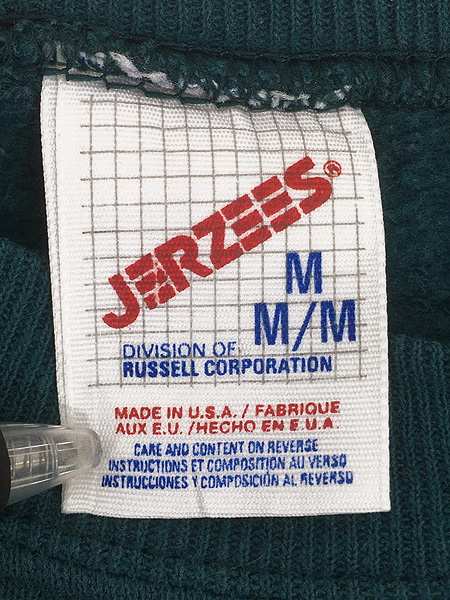 JERZEES®
M
M/M
DIVISION OF
RUSSELL CORPORATION
MADE IN U.S.A. / FABRIQUE
AUX E.U. /HECHO EN E.U.A.
CARE AND CONTENT ON REVERSE
INSTRUCTIONS ET COMPOSITION AU VERSO
INSTRUCCIONES Y COMPOSICIÓN AL REVERSO